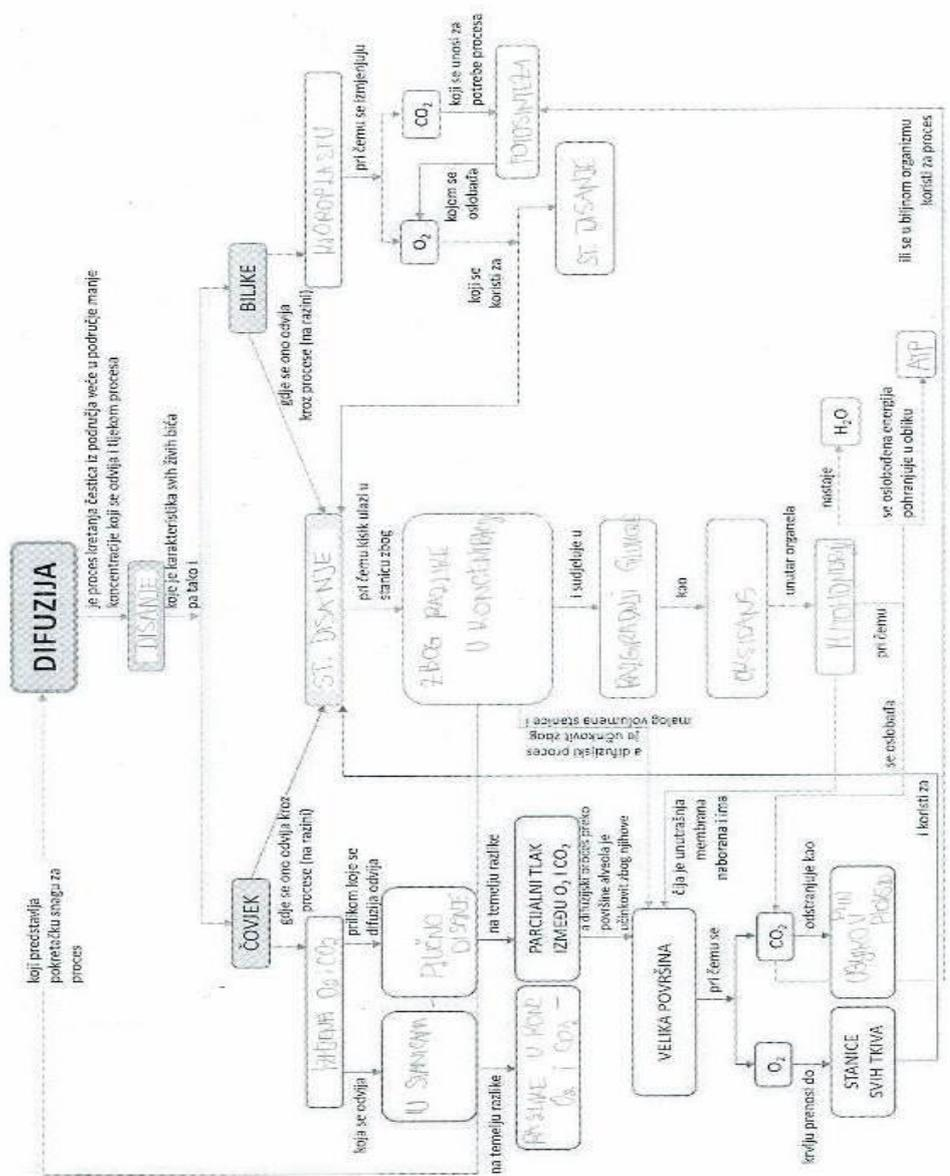 DIFUZIJA
koji predstavlja
pokretačku snagu za
proces
je proces kretanja čestica iz područja veće u područje manje
koncentracije koji se odvija i tijekom procesa
DISANJE
koje je karakteristika svih živih bića
pa tako i
ČOVJEK
BILJKE
gdje se ono odvija kroz
procese (na razini)
gdje se ono odvija
kroz procese (na razini)
IZMJENA O2 i CO2
ST. DISANJE
KLOROPLASTU
koja se odvija
prilikom koje se
difuzija odvija
pri čemu se izmjenjuju
U STANICAMA
PLUĆNO
DISANJE
pri čemu kisik ulazi u
stanicu zbog
O₂
CO₂
kojom se
oslobađa
koji se unosi za
potrebe procesa
FOTOSINTEZA
koji se
koristi za
ST. DISANJE
ZBOG RAZLIKE
U
na temelju razlike
na temelju razlike
RAZLIKE U KONC
O2 i CO2 -
PARCIJALNI TLAK
IZMEĐU O₂ I CO₂
a difuzijski proces
je učinkovit zbog
malog volumena stanice i
i sudjeluje u
RAZGRADNJI
kao
OKSIDANS
unutar organela
a difuzijski proces preko
površine alveola je
učinkovit zbog njihove
VELIKA POVRŠINA
čija je unutrašnja
membrana
naborana i ima
pri čemu
nastaje
H₂O
se oslobođena energija
pohranjuje u obliku
ATP
pri čemu se
se oslobađa
O₂
CO₂
krvlju prenosi do
odstranjuje kao
STANICE
SVIH TKIVA
i koristi za
ili se u biljnom organizmu
koristi za proces